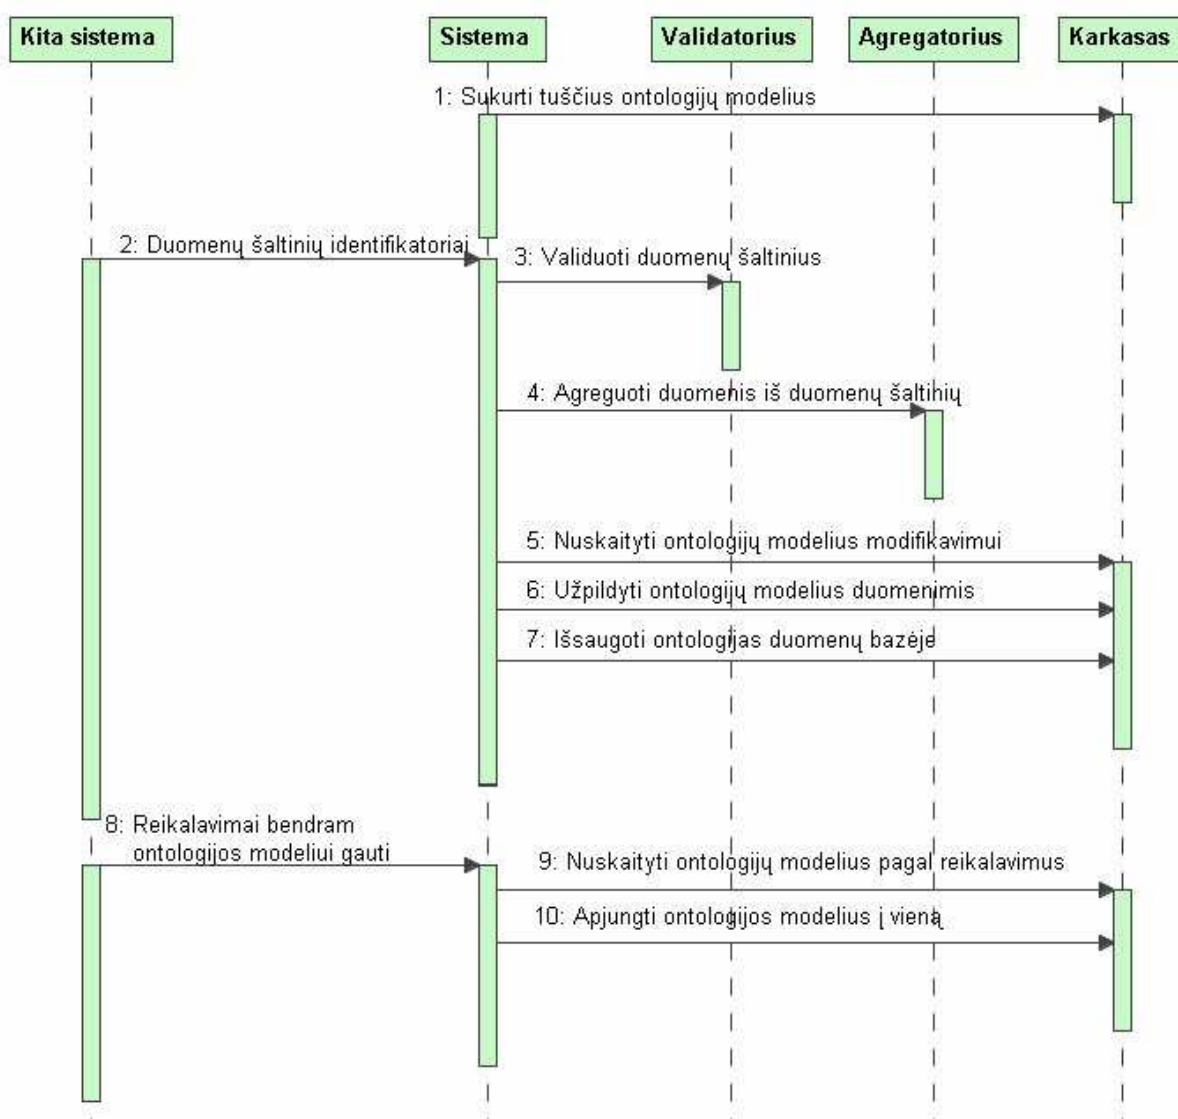 Kita sistema
Sistema
Validatorius
Agregatorius
Karkasas
1: Sukurti tuščius ontologijų modelius
2: Duomenų šaltinių identifikatoriai
3: Validuoti duomenų šaltinius
4: Agreguoti duomenis iš duomenų šaltinių
5: Nuskaityti ontologijų modelius modifikavimui
6: Užpildyti ontologijų modelius duomenimis
7: Išsaugoti ontologijas duomenų bazėje
8: Reikalavimai bendram
ontologijos modeliui gauti
9: Nuskaityti ontologijų modelius pagal reikalavimus
10: Apjungti ontologijos modelius į vieną